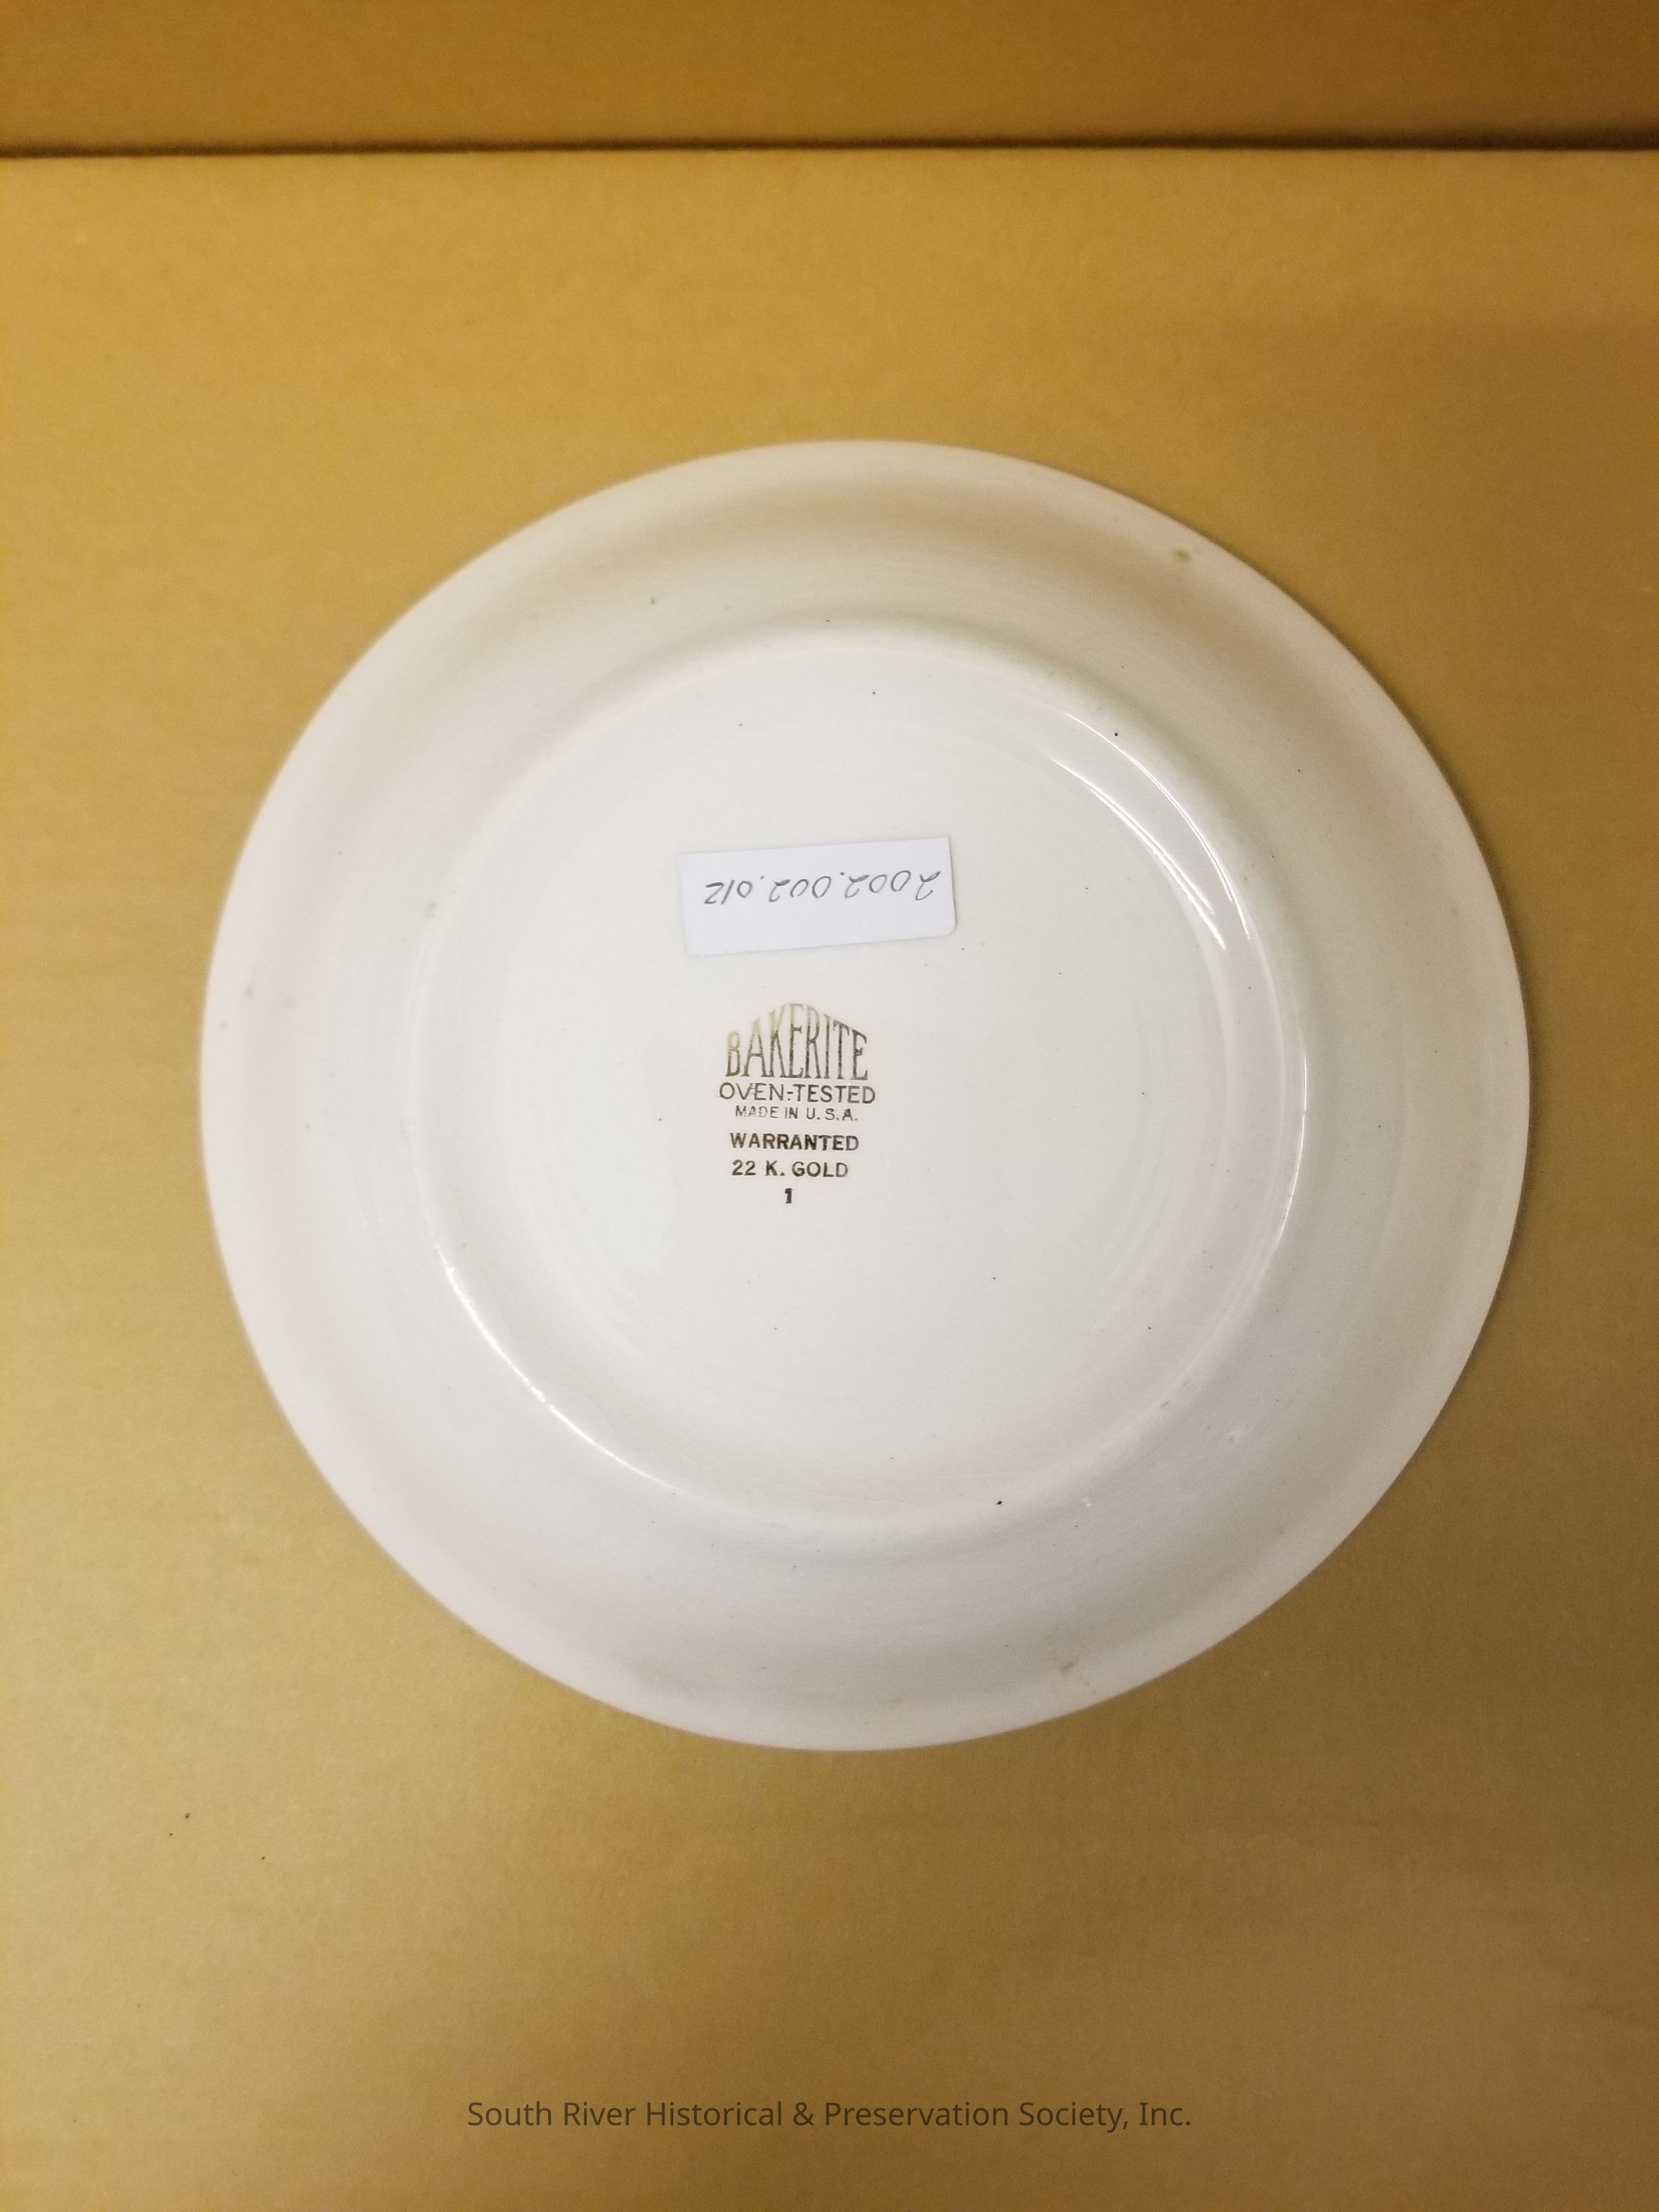 2002.002.012
BAKERITE
OVEN-TESTED
MADE IN U.S.A.
WARRANTED
22 K. GOLD
1
South River Historical & Preservation Society, Inc.